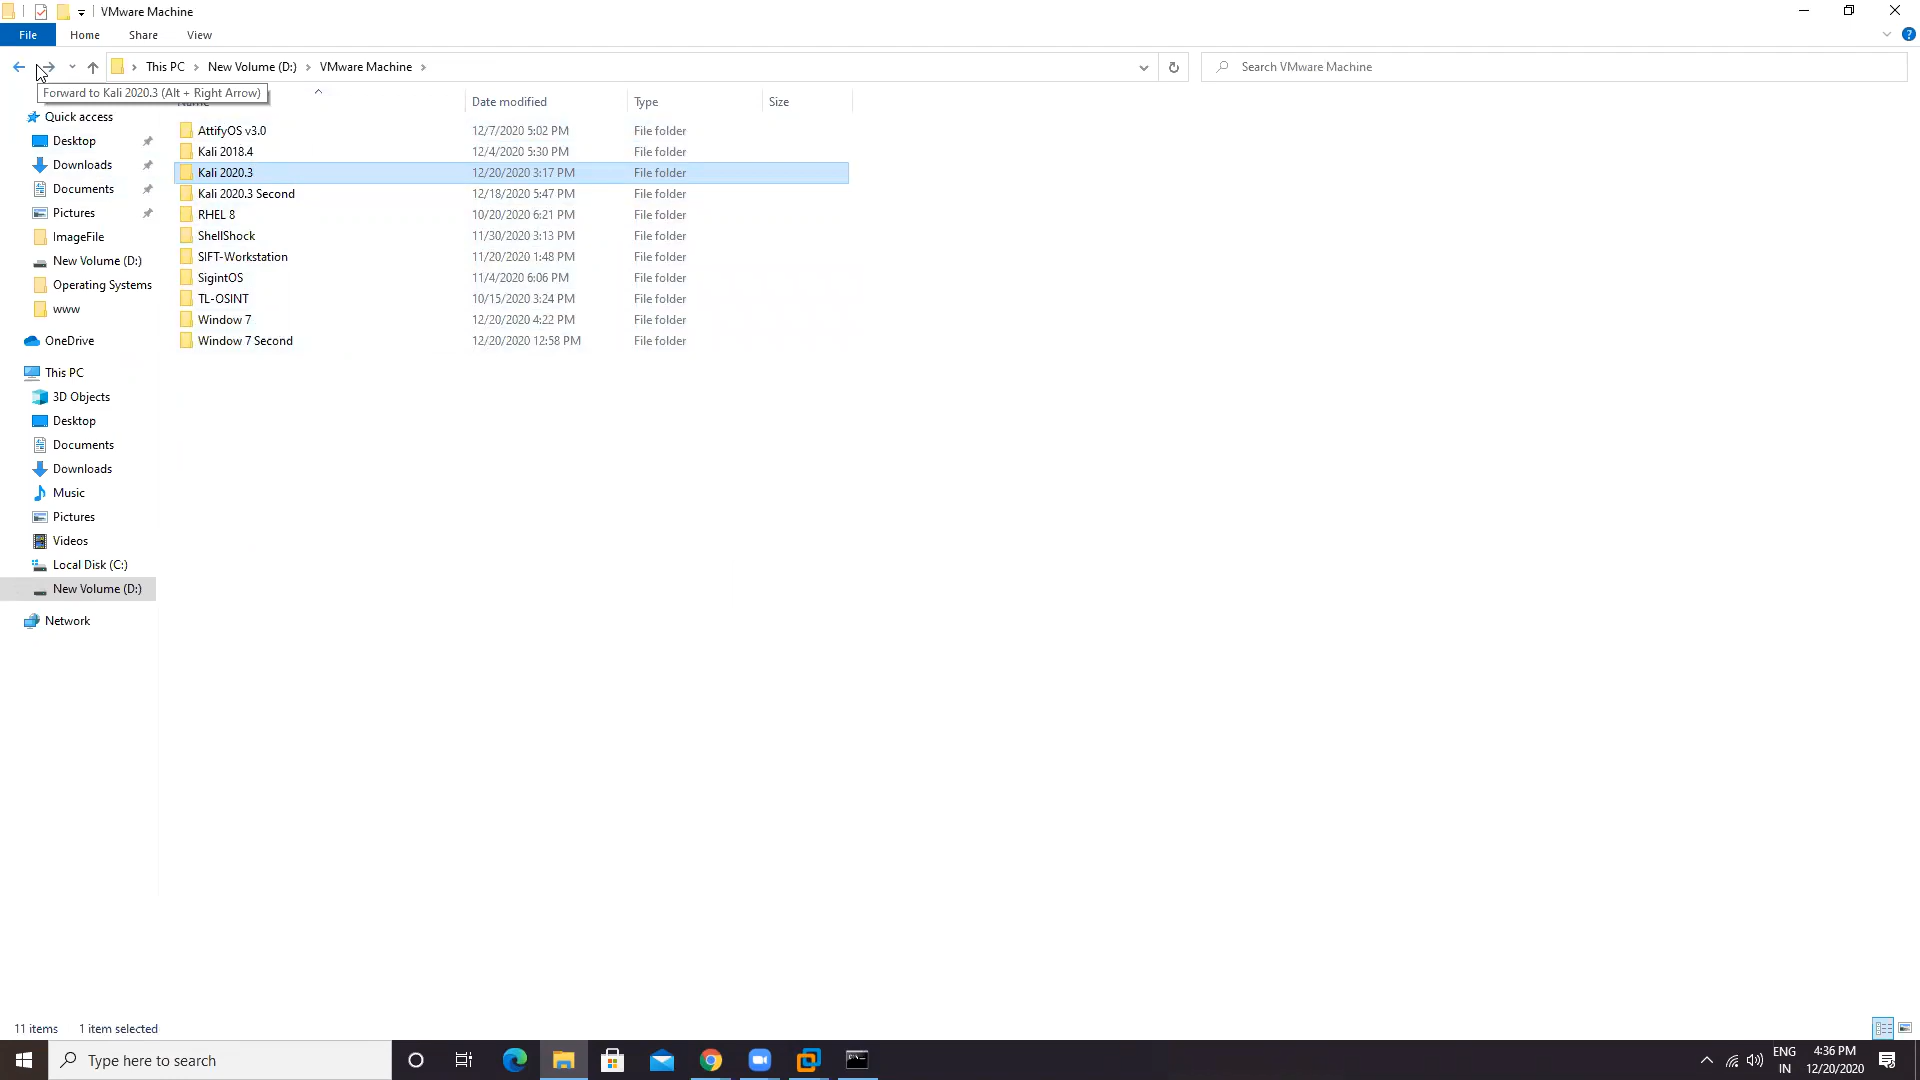 VMware Machine
File Home Share View
This PC New Volume (D:) VMware Machine
Search VMware Machine
Forward to Kali 2020.3 (Alt + Right Arrow)
Date modified Type Size
Quick access
Desktop
Downloads
Documents
Pictures
ImageFile
New Volume (D:)
Operating Systems
www
OneDrive
This PC
3D Objects
Desktop
Documents
Downloads
Music
Pictures
Videos
Local Disk (C:)
New Volume (D:)
Network
AttifyOS v3.0 12/7/2020 5:02 PM File folder
Kali 2018.4 12/4/2020 5:30 PM File folder
Kali 2020.3 12/20/2020 3:17 PM File folder
Kali 2020.3 Second 12/18/2020 5:47 PM File folder
RHEL 8 10/20/2020 6:21 PM File folder
ShellShock 11/30/2020 3:13 PM File folder
SIFT-Workstation 11/20/2020 1:48 PM File folder
SigintOS 11/4/2020 6:06 PM File folder
TL-OSINT 10/15/2020 3:24 PM File folder
Window 7 12/20/2020 4:22 PM File folder
Window 7 Second 12/20/2020 12:58 PM File folder
11 items 1 item selected
Type here to search
ENG
IN
4:36 PM
12/20/2020